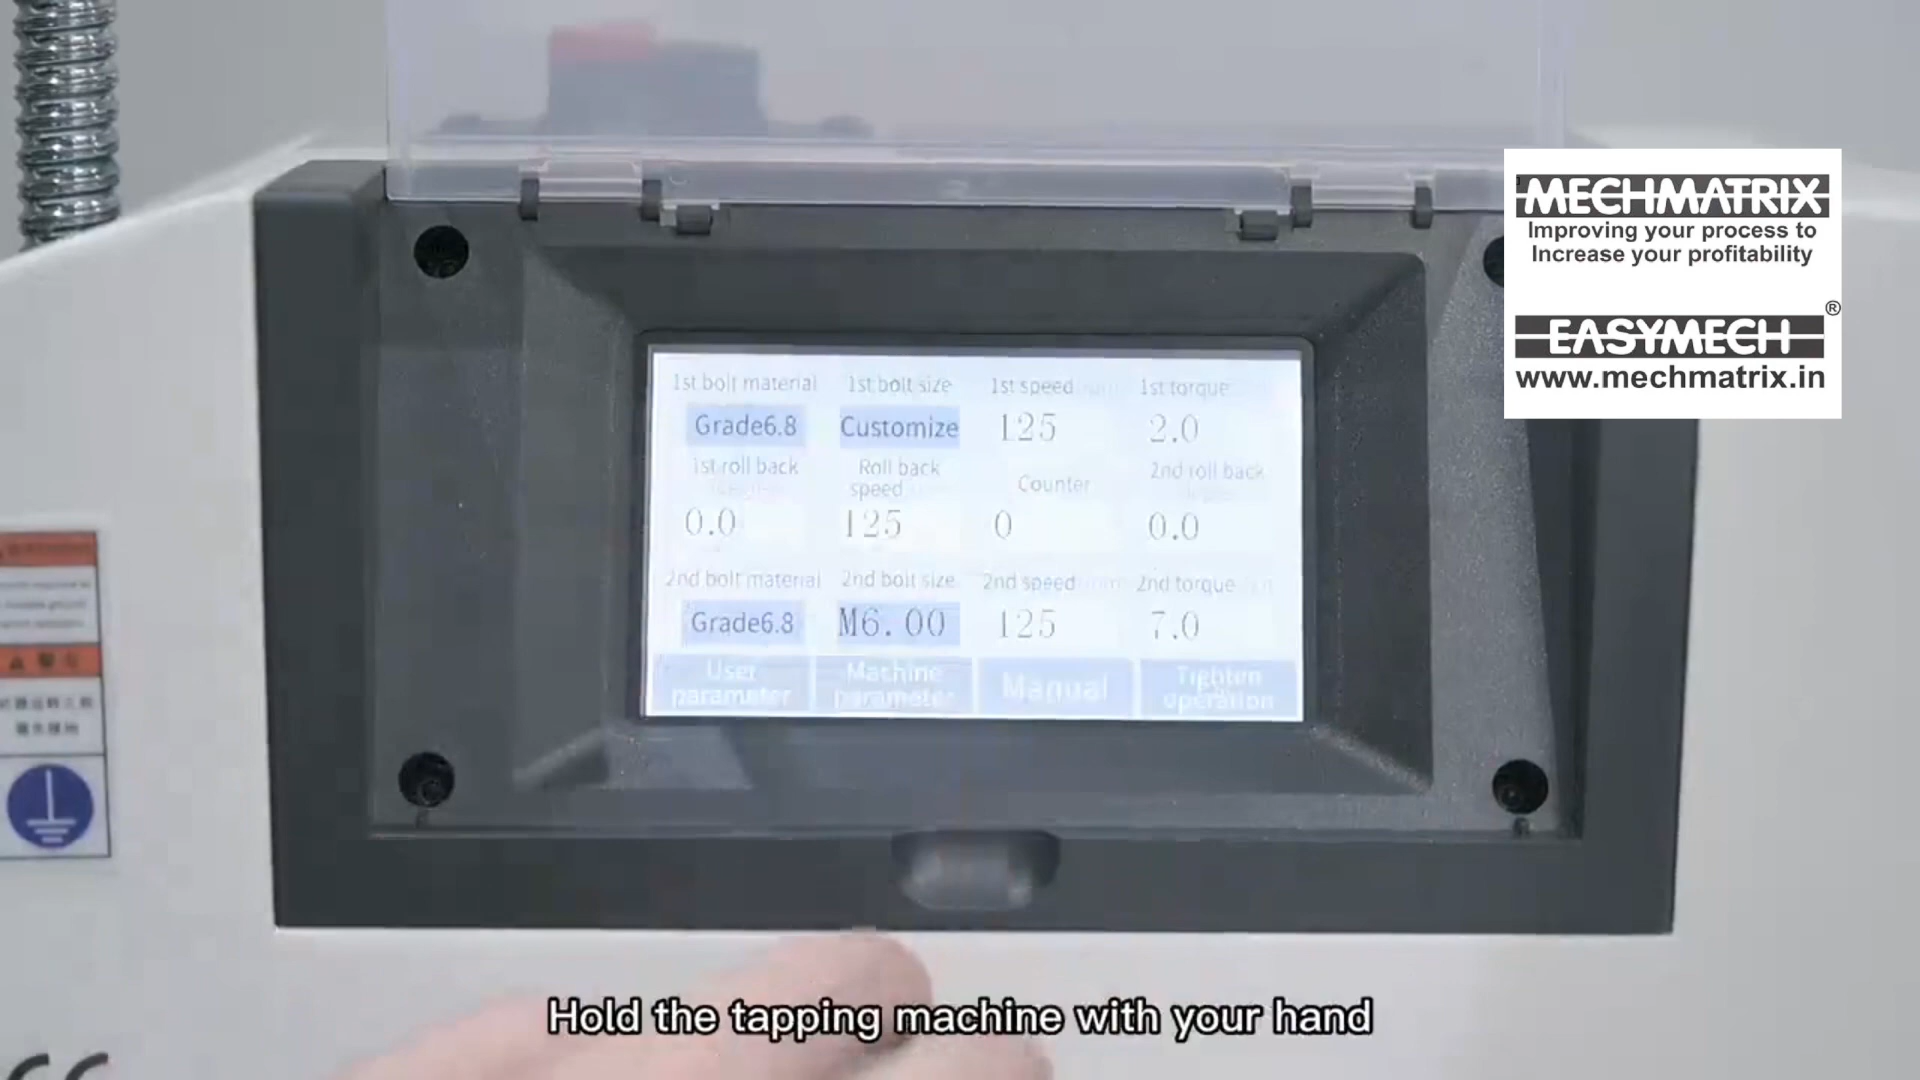 MECHMATRIX
Improving your process to
Increase your profitability
EASYMECH®
www.mechmatrix.in
1st bolt material 1st bolt size 1st speed 1st torque
Grade6.8 Customize 125 2.0
1st roll back Roll back speed Counter 2nd roll back
0.0 125 0 0.0
2nd bolt material 2nd bolt size 2nd speed 2nd torque
Grade6.8 M6.00 125 7.0
User parameter Machine parameter Manual Tighten operation
Hold the tapping machine with your hand